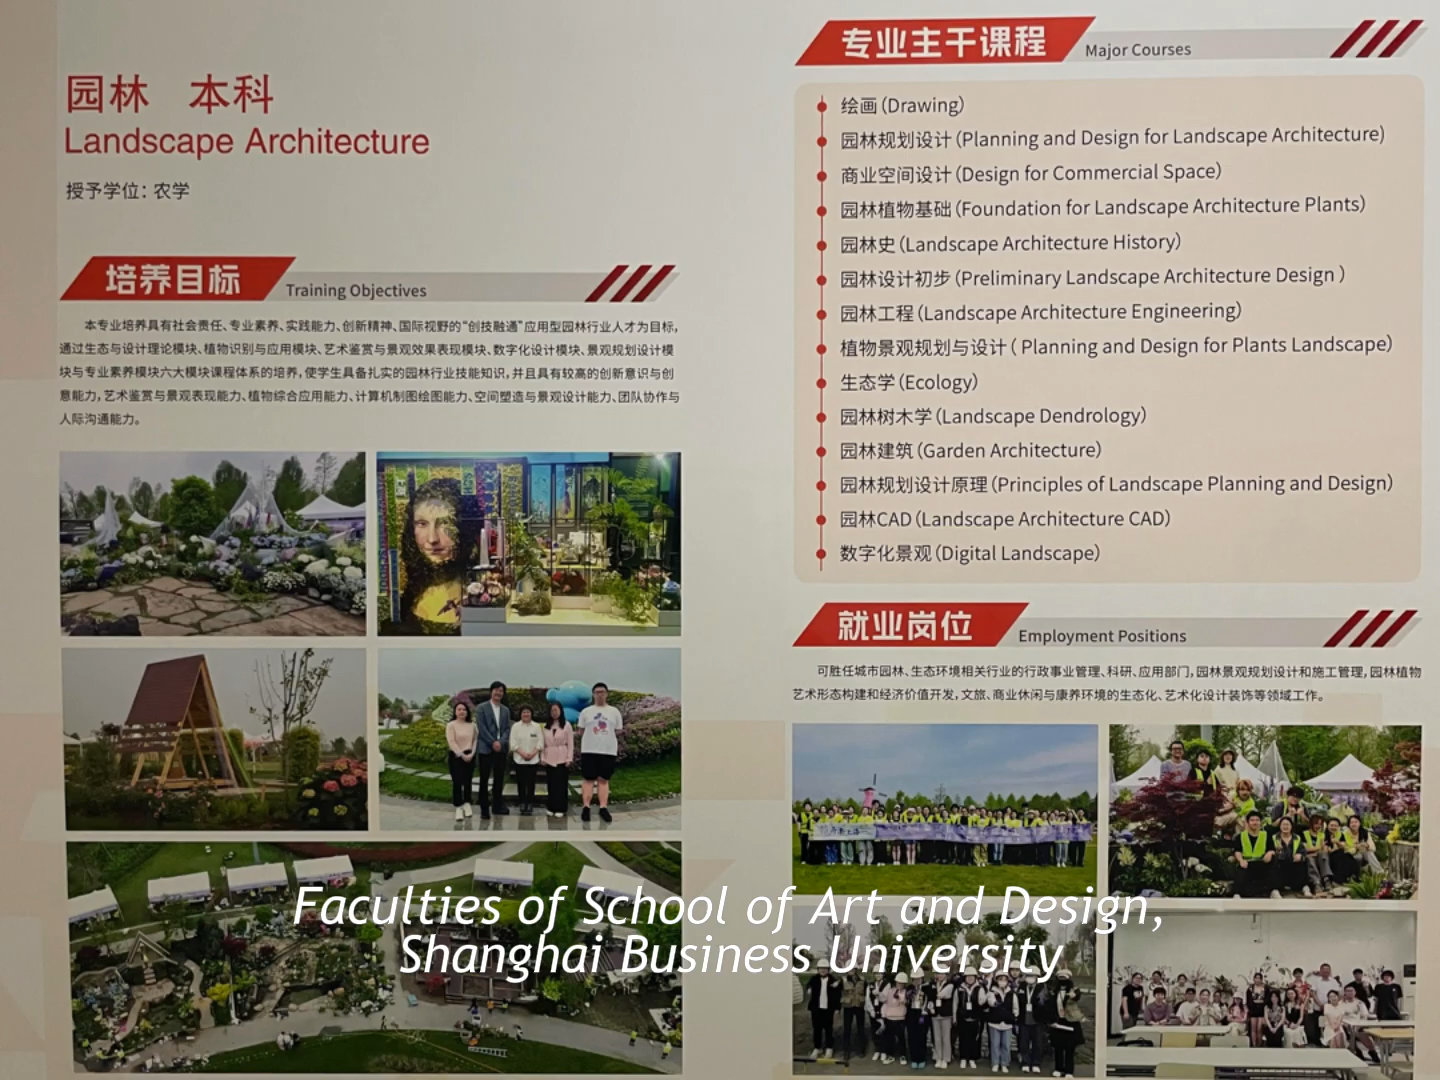 园林 本科
Landscape Architecture
授予学位：农学
培养目标 Training Objectives
本专业培养具有社会责任、专业素养、实践能力、创新精神、国际视野的“创技融通”应用型园林行业人才为目标，
通过生态与设计理论模块、植物识别与应用模块、艺术鉴赏与景观效果表现模块、数字化设计模块、景观规划设计模
块与专业素养模块六大模块课程体系的培养，使学生具备扎实的园林行业技能知识，并且具有较高的创新意识与创
意能力，艺术鉴赏与景观表现能力、植物综合应用能力、计算机制图绘图能力、空间塑造与景观设计能力、团队协作与
人际沟通能力。
专业主干课程 Major Courses
绘画（Drawing）
园林规划设计（Planning and Design for Landscape Architecture）
商业空间设计（Design for Commercial Space）
园林植物基础（Foundation for Landscape Architecture Plants）
园林史（Landscape Architecture History）
园林设计初步（Preliminary Landscape Architecture Design ）
园林工程（Landscape Architecture Engineering）
植物景观规划与设计（ Planning and Design for Plants Landscape）
生态学（Ecology）
园林树木学（Landscape Dendrology）
园林建筑（Garden Architecture）
园林规划设计原理（Principles of Landscape Planning and Design）
园林CAD（Landscape Architecture CAD）
数字化景观（Digital Landscape）
就业岗位 Employment Positions
可胜任城市园林、生态环境相关行业的行政事业管理、科研、应用部门，园林景观规划设计和施工管理，园林植物
艺术形态构建和经济价值开发，文旅、商业休闲与康养环境的生态化、艺术化设计装饰等领域工作。
Faculties of School of Art and Design,
Shanghai Business University